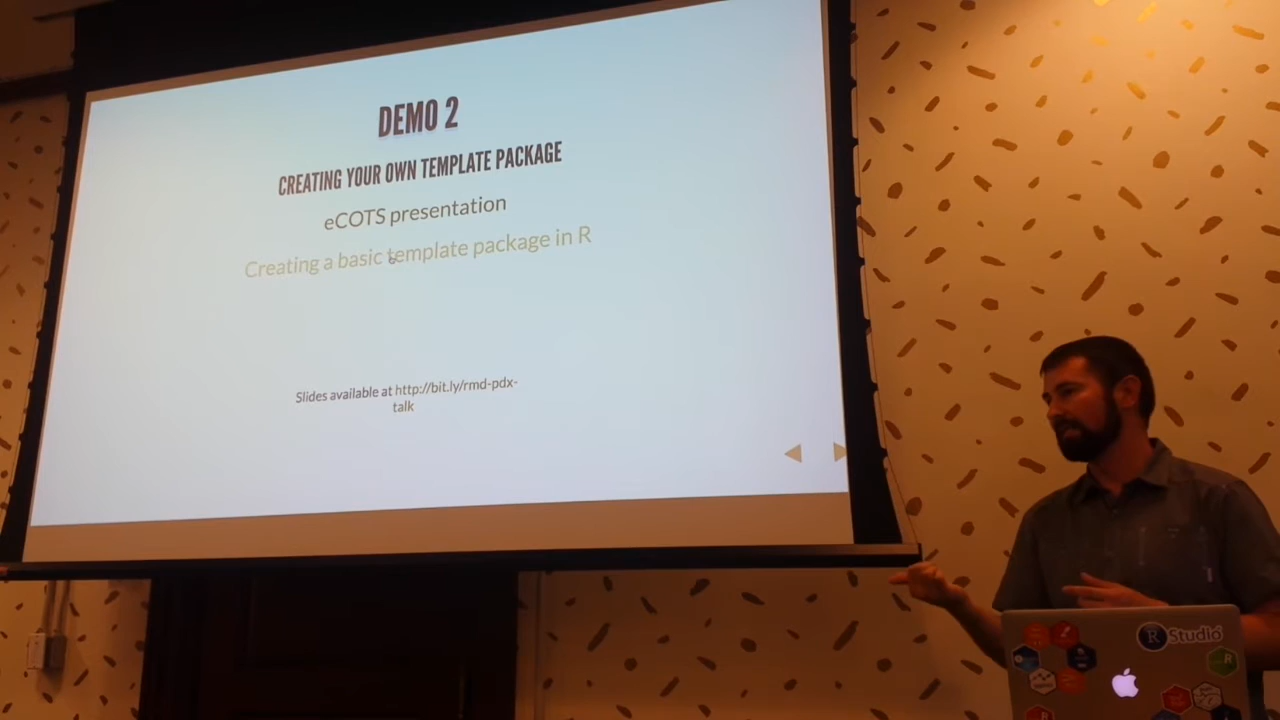 DEMO 2
CREATING YOUR OWN TEMPLATE PACKAGE
eCOTS presentation
Creating a basic template package in R
Slides available at http://bit.ly/rmd-pdx-
talk
R Studio
R